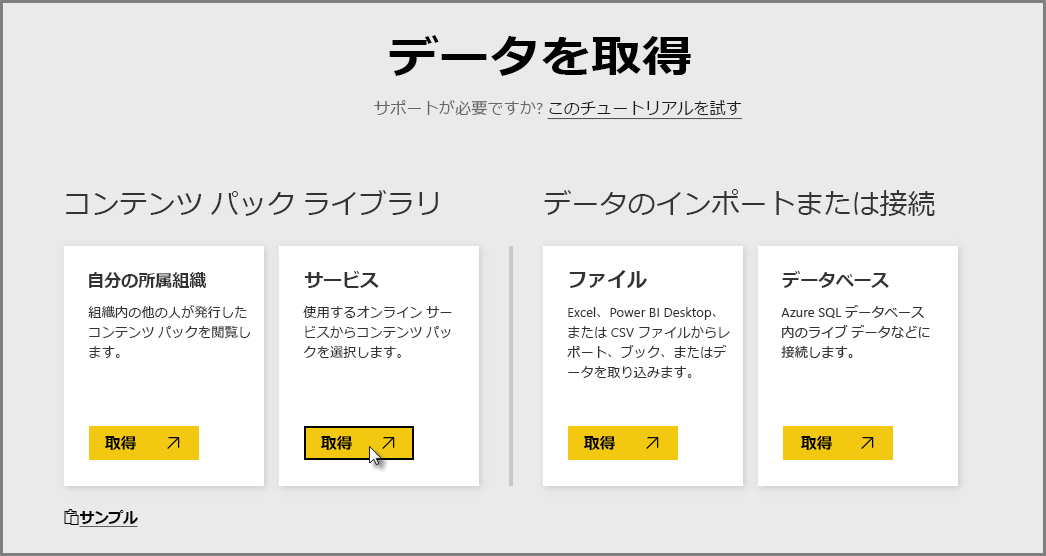 データを取得
サポートが必要ですか? このチュートリアルを試す
コンテンツ パック ライブラリ
自分の所属組織
組織内の他の人が発行した
コンテンツ パックを閲覧し
ます。
取得
サービス
使用するオンライン サー
ビスからコンテンツ パッ
クを選択します。
取得
データのインポートまたは接続
ファイル
Excel、Power BI Desktop、
または CSV ファイルからレ
ポート、ブック、またはデ
ータを取り込みます。
取得
データベース
Azure SQL データベース
内のライブ データなどに
接続します。
取得
サンプル